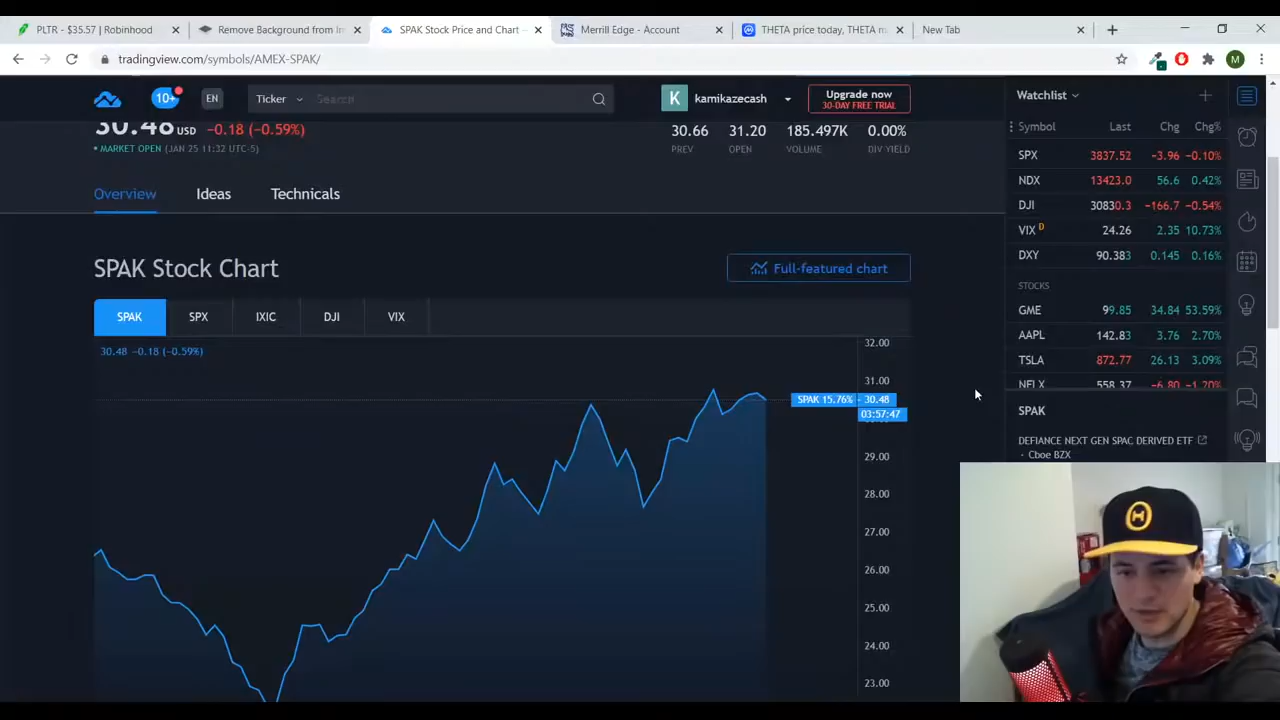 PLTR - $35.57 | Robinhood
Remove Background from Im
SPAK Stock Price and Chart —
Merrill Edge - Account
THETA price today, THETA m
New Tab
tradingview.com/symbols/AMEX-SPAK/
M
10+
EN
Ticker
Search
K
kamikazecash
Upgrade now
30-DAY FREE TRIAL
Watchlist
30.48 USD −0.18 (−0.59%)
MARKET OPEN (JAN 25 11:32 UTC-5)
30.66 31.20 185.497K 0.00%
PREV OPEN VOLUME DIV YIELD
Symbol Last Chg Chg%
SPX 3837.52 −3.96 −0.10%
NDX 13423.0 56.6 0.42%
DJI 30830.3 −166.7 −0.54%
VIX D 24.26 2.35 10.73%
DXY 90.383 0.145 0.16%
STOCKS
GME 99.85 34.84 53.59%
AAPL 142.83 3.76 2.70%
TSLA 872.77 26.13 3.09%
NFLX 558.37 −6.80 −1.20%
Overview Ideas Technicals
SPAK Stock Chart
Full-featured chart
SPAK SPX IXIC DJI VIX
30.48 −0.18 (−0.59%)
32.00
31.00
SPAK 15.76% 30.48
03:57:47
29.00
28.00
27.00
26.00
25.00
24.00
23.00
SPAK
DEFIANCE NEXT GEN SPAC DERIVED ETF
Cboe BZX